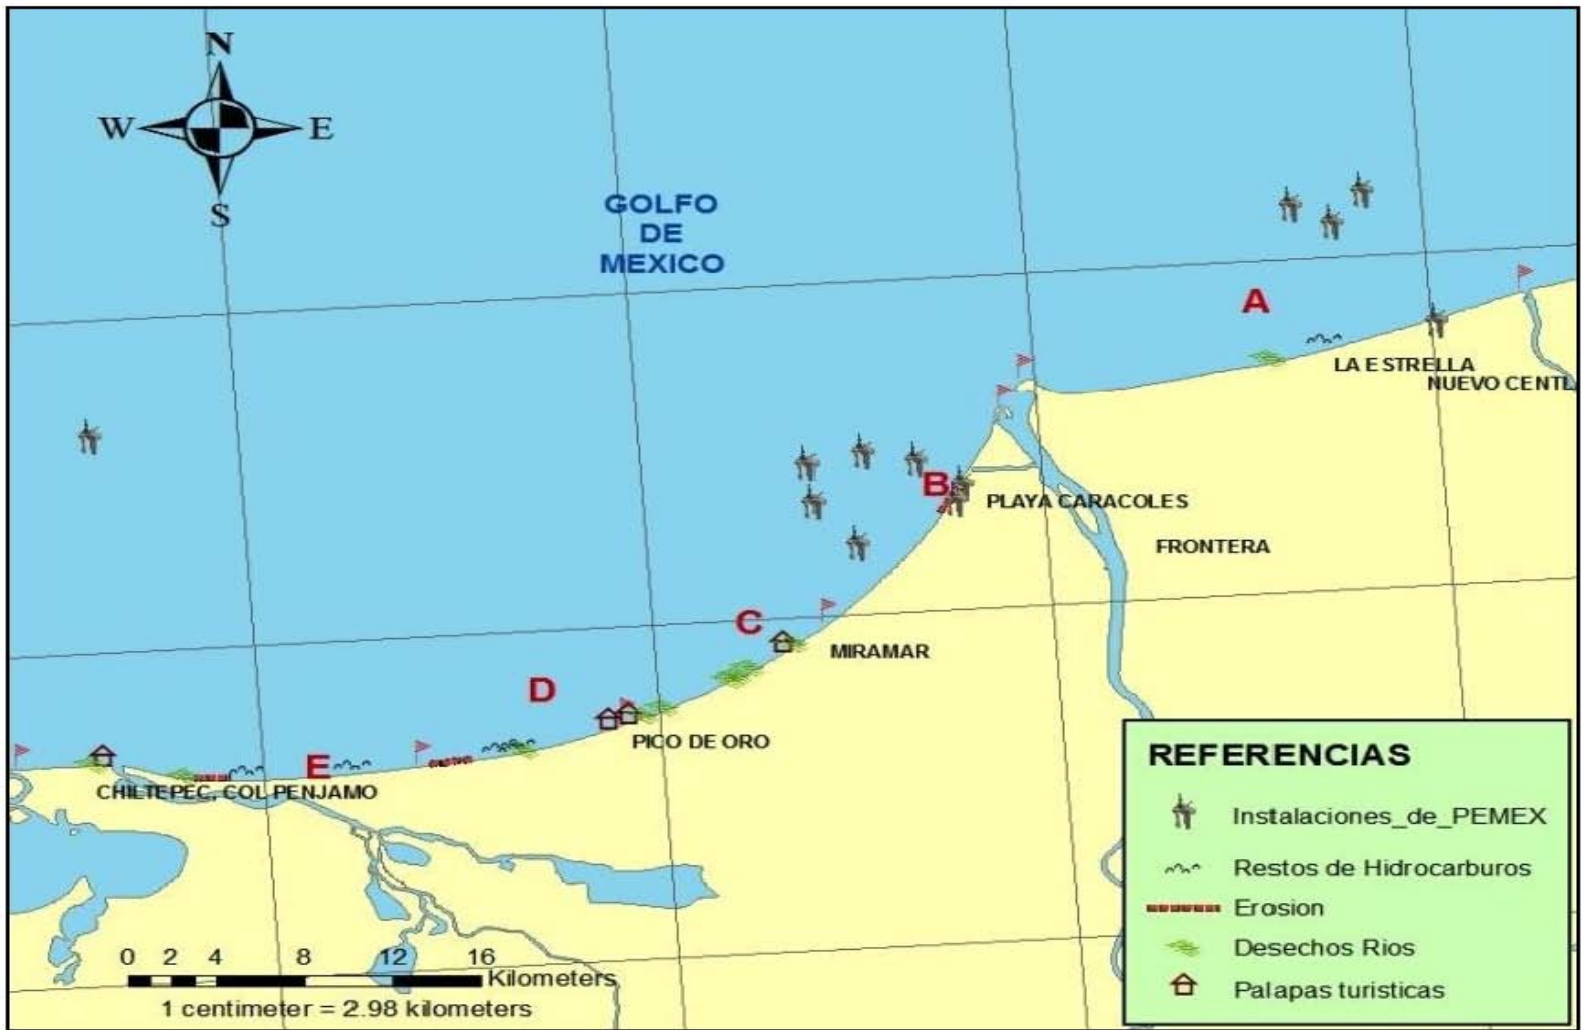 N
W E
S
GOLFO
DE
MEXICO
A
LA ESTRELLA
NUEVO CENTL
B
PLAYA CARACOLES
FRONTERA
C
MIRAMAR
D
PICO DE ORO
E
CHILTEPEC, COL PENJAMO
REFERENCIAS
Instalaciones_de_PEMEX
Restos de Hidrocarburos
Erosion
Desechos Rios
Palapas turisticas
0 2 4 8 12 16
Kilometers
1 centimeter = 2.98 kilometers